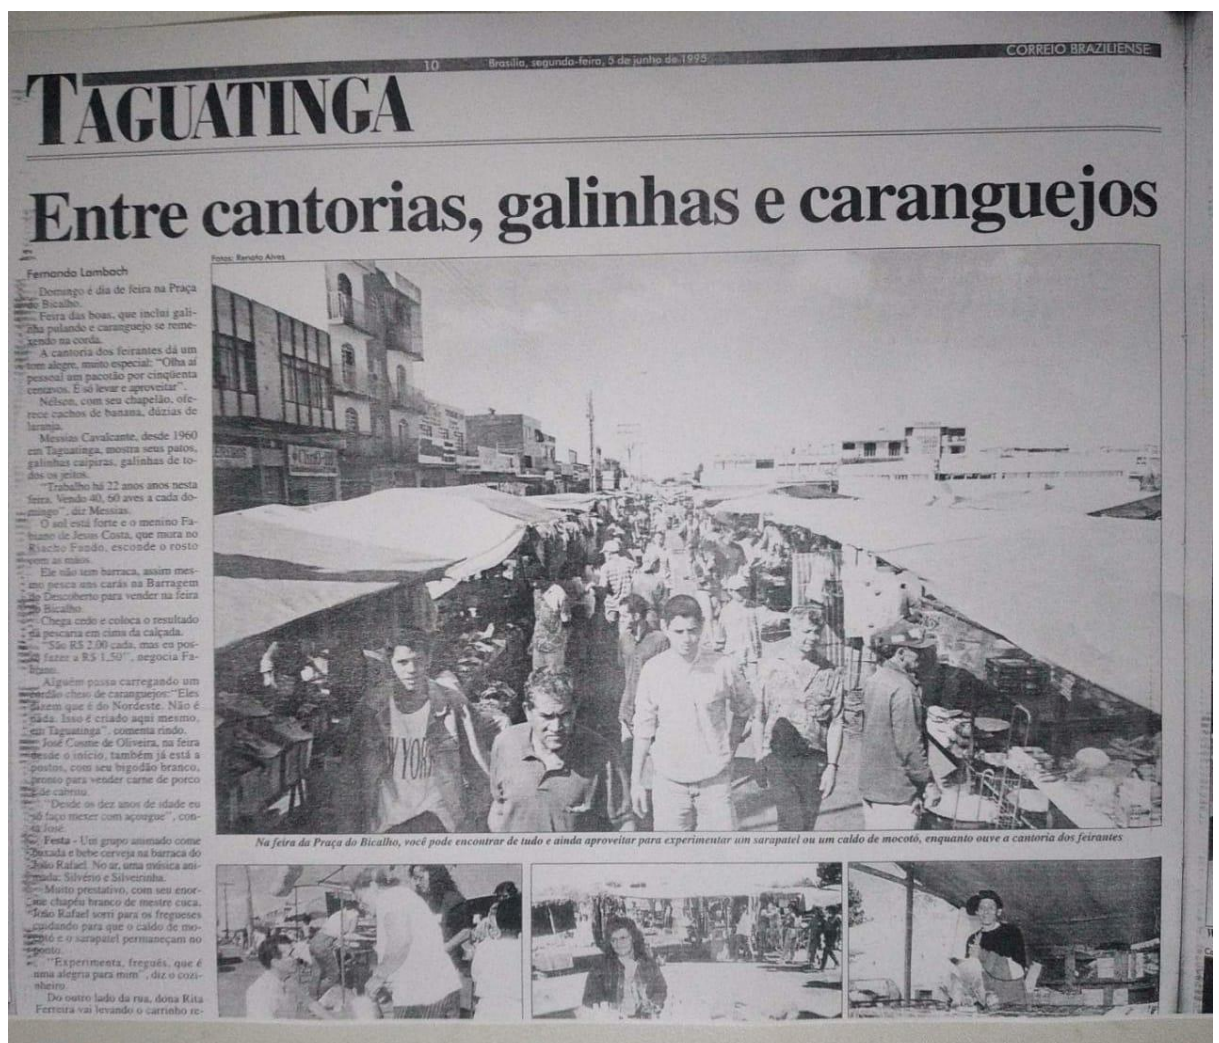 CORREIO BRAZILIENSE
10 Brasília, segunda-feira, 5 de junho de 1995
TAGUATINGA
Entre cantorias, galinhas e caranguejos
Fotos: Renato Alves
Fernando Lambach
Domingo é dia de feira na Praça
do Bicalho.
Feira das boas, que inclui gali-
nha pulando e caranguejo se reme-
xendo na corda.
A cantoria dos feirantes dá um
tom alegre, muito especial: "Olha aí
pessoal um pacotão por cinqüenta
centavos. É só levar e aproveitar".
Nélson, com seu chapelão, ofe-
rece cachos de banana, dúzias de
laranja.
Messias Cavalcante, desde 1960
em Taguatinga, mostra seus patos,
galinhas caipiras, galinhas de to-
dos os jeitos.
"Trabalho há 22 anos anos nesta
feira. Vendo 40, 60 aves a cada do-
mingo", diz Messias.
O sol está forte e o menino Fa-
biano de Jesus Costa, que mora no
Riacho Fundo, esconde o rosto
com as mãos.
Ele não tem barraca, assim mes-
mo pesca uns carás na Barragem
do Descoberto para vender na feira
do Bicalho.
Chega cedo e coloca o resultado
da pescaria em cima da calçada.
"São R$ 2,00 cada, mas eu pos-
so fazer a R$ 1,50", negocia Fa-
biano.
Alguém passa carregando um
cordão cheio de caranguejos: "Eles
dizem que é do Nordeste. Não é
nada. Isso é criado aqui mesmo,
em Taguatinga", comenta rindo.
José Cosme de Oliveira, na feira
desde o início, também já está a
postos, com seu bigodão branco,
pronto para vender carne de porco
e de cabrito.
"Desde os dez anos de idade eu
só faço mexer com açougue", con-
ta José.
Festa - Um grupo animado come
buxada e bebe cerveja na barraca do
João Rafael. No ar, uma música ani-
mada: Silvério e Silveirinha.
Muito prestativo, com seu enor-
me chapéu branco de mestre cuca,
João Rafael sorri para os fregueses
cuidando para que o caldo de mo-
cotó e o sarapatel permaneçam no
ponto.
"Experimenta, freguês, que é
uma alegria para mim", diz o cozi-
nheiro.
Do outro lado da rua, dona Rita
Ferreira vai levando o carrinho re-
NEW YORK
Na feira da Praça do Bicalho, você pode encontrar de tudo e ainda aproveitar para experimentar um sarapatel ou um caldo de mocotó, enquanto ouve a cantoria dos feirantes